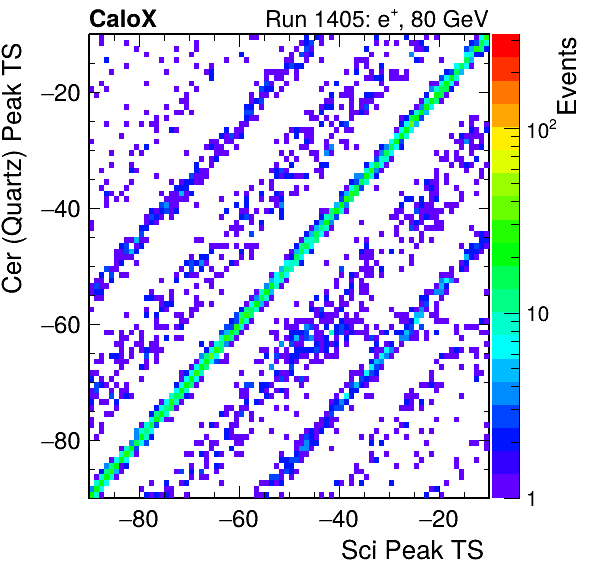 CaloX Run 1405: e⁺, 80 GeV
Cer (Quartz) Peak TS
−20
−40
−60
−80
−80 −60 −40 −20
Sci Peak TS
Events
10²
10
1